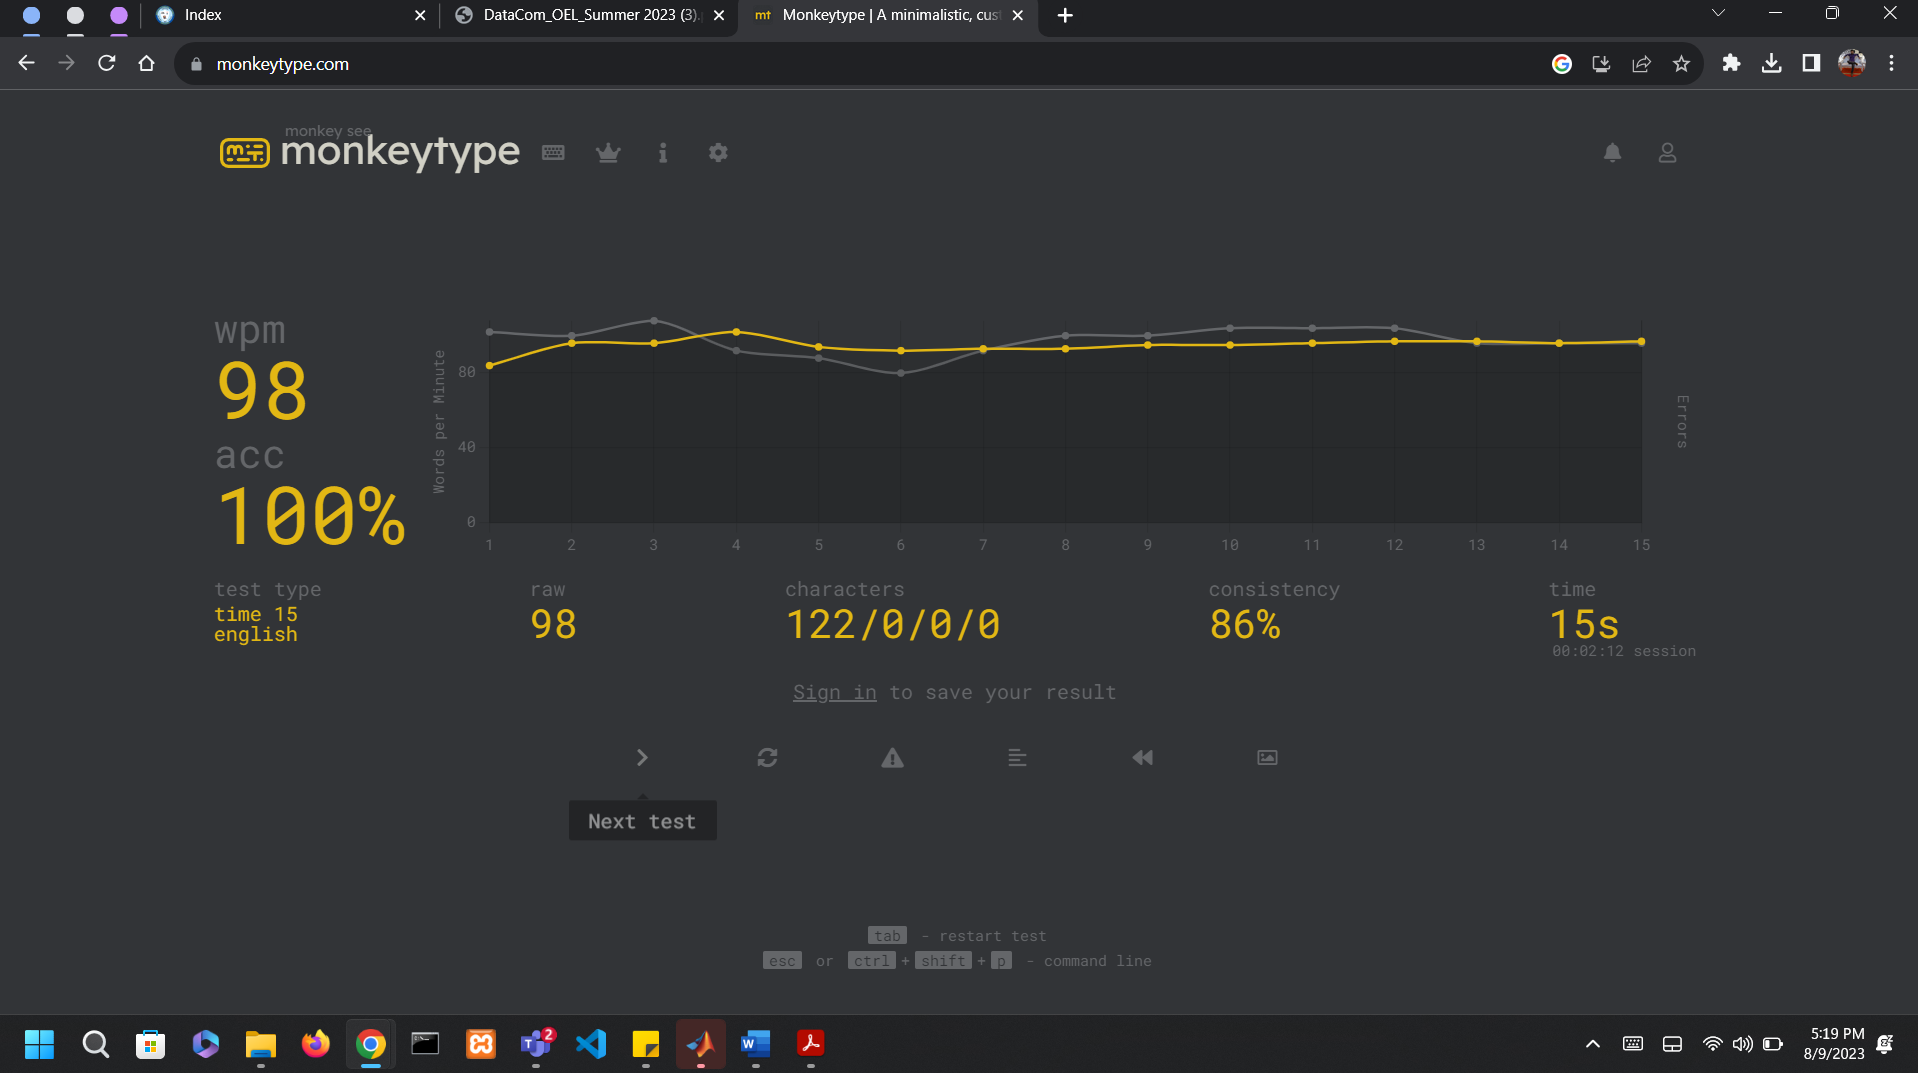 Index
DataCom_OEL_Summer 2023 (3).
Monkeytype | A minimalistic, cus
monkeytype.com
monkey see
monkeytype
wpm
98
acc
100%
Words per Minute
80
40
0
1 2 3 4 5 6 7 8 9 10 11 12 13 14 15
Errors
test type
time 15
english
raw
98
characters
122/0/0/0
consistency
86%
time
15s
00:02:12 session
Sign in to save your result
Next test
tab - restart test
esc or ctrl + shift + p - command line
2
5:19 PM
8/9/2023